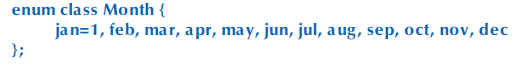 enum class Month {
jan=1, feb, mar, apr, may, jun, jul, aug, sep, oct, nov, dec
};